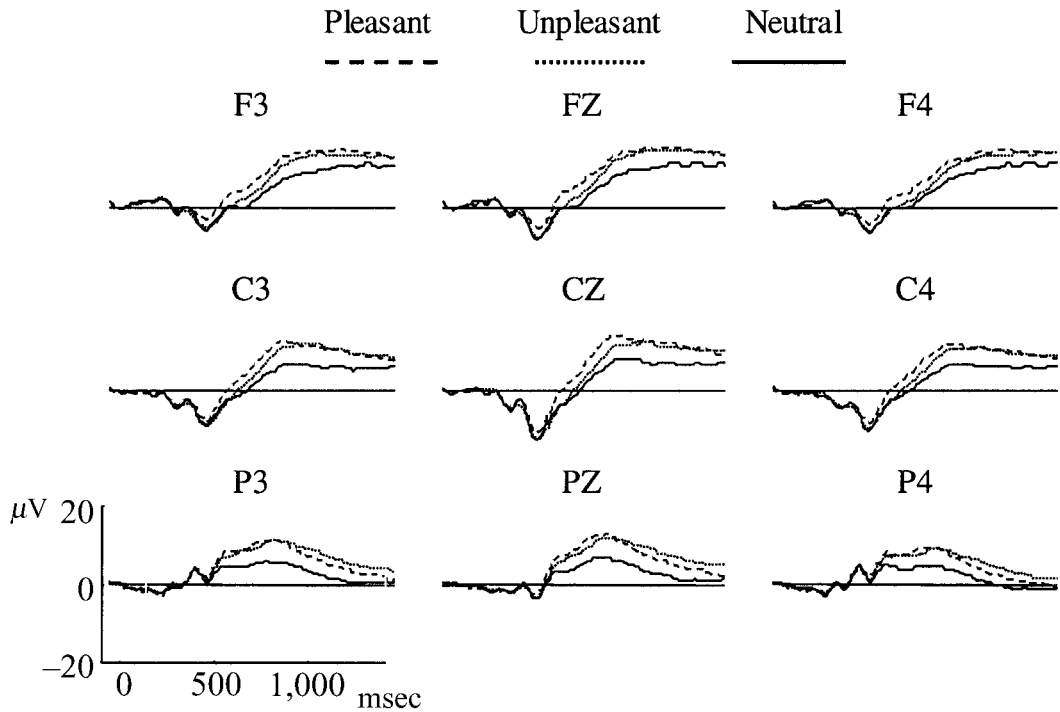 Pleasant Unpleasant Neutral
F3 FZ F4
C3 CZ C4
P3 PZ P4
μV 20
0
−20
0 500 1,000 msec